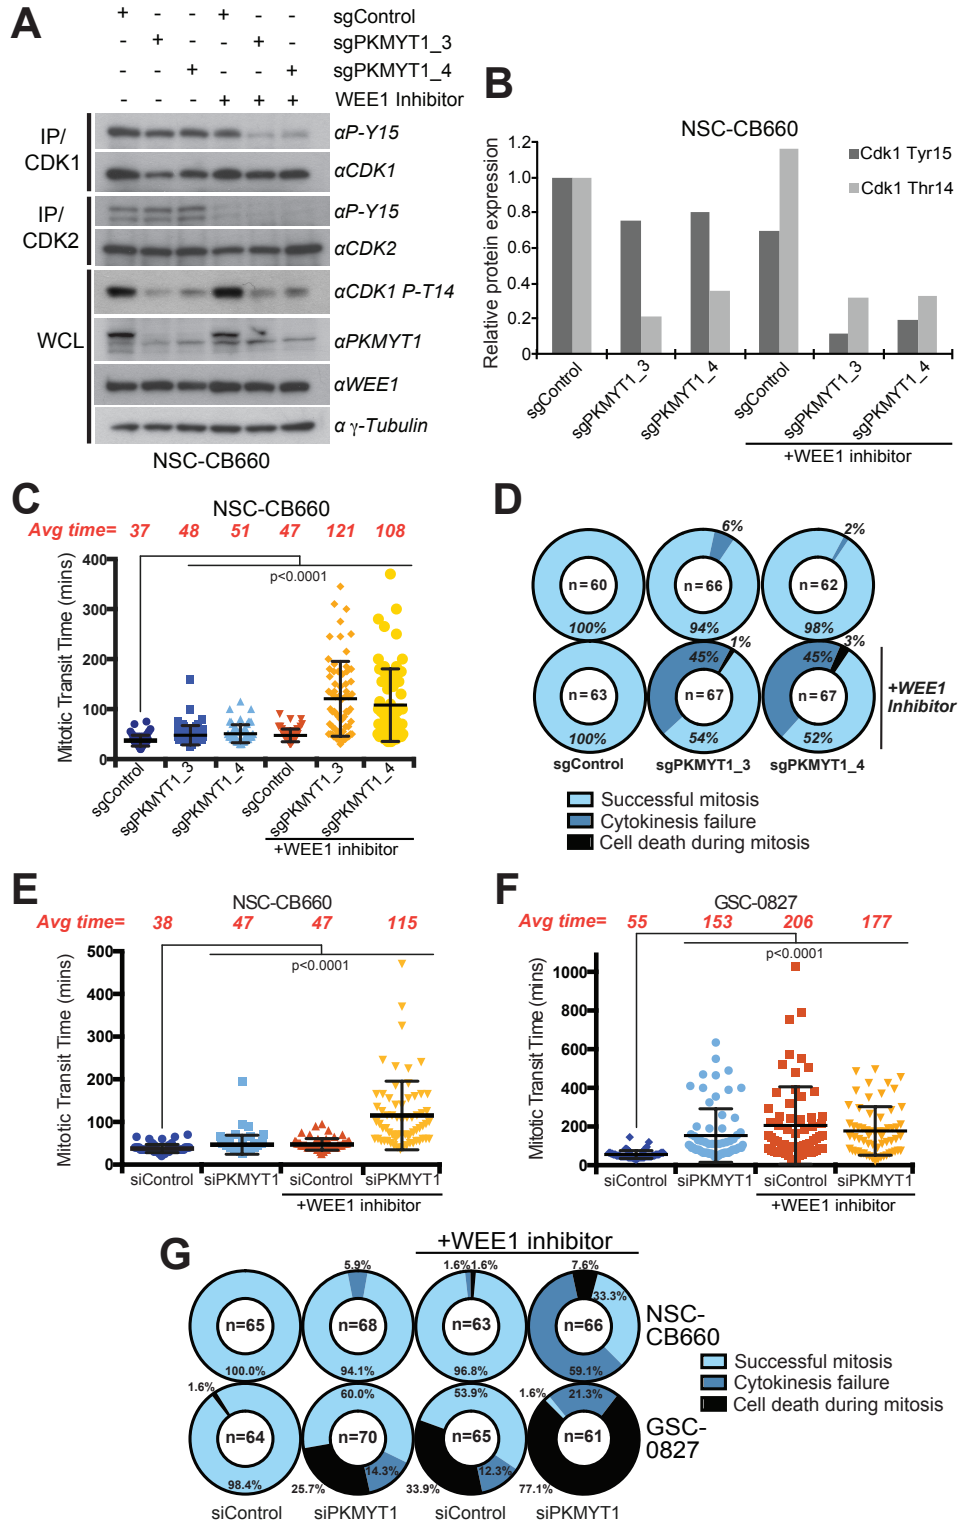 A
+ - - + - - sgControl
- + - - + - sgPKMYT1_3
- - + - - + sgPKMYT1_4
- - - + + + WEE1 Inhibitor
IP/
CDK1
αP-Y15
αCDK1
IP/
CDK2
αP-Y15
αCDK2
WCL
αCDK1 P-T14
αPKMYT1
αWEE1
α γ-Tubulin
NSC-CB660
B
NSC-CB660
Relative protein expression
1.2
1.0
0.8
0.6
0.4
0.2
0
Cdk1 Tyr15
Cdk1 Thr14
sgControl
sgPKMYT1_3
sgPKMYT1_4
sgControl
sgPKMYT1_3
sgPKMYT1_4
+WEE1 inhibitor
C
NSC-CB660
Avg time= 37 48 51 47 121 108
p<0.0001
Mitotic Transit Time (mins)
400
300
200
100
0
sgControl
sgPKMYT1_3
sgPKMYT1_4
sgControl
sgPKMYT1_3
sgPKMYT1_4
+WEE1 inhibitor
D
6%
2%
n=60
n=66
n=62
100%
94%
98%
1%
3%
45%
45%
n=63
n=67
n=67
100%
54%
52%
+WEE1
Inhibitor
sgControl
sgPKMYT1_3
sgPKMYT1_4
Successful mitosis
Cytokinesis failure
Cell death during mitosis
E
NSC-CB660
Avg time= 38 47 47 115
p<0.0001
Mitotic Transit Time (mins)
500
400
300
200
100
0
siControl siPKMYT1 siControl siPKMYT1
+WEE1 inhibitor
F
GSC-0827
Avg time= 55 153 206 177
p<0.0001
Mitotic Transit Time (mins)
1000
800
600
400
200
0
siControl siPKMYT1 siControl siPKMYT1
+WEE1 inhibitor
G
+WEE1 inhibitor
5.9%
1.6% 1.6%
7.6%
33.3%
n=65
n=68
n=63
n=66
100.0%
94.1%
96.8%
59.1%
NSC-
CB660
1.6%
60.0%
53.9%
1.6%
21.3%
n=64
n=70
n=65
n=61
98.4%
25.7%
14.3%
33.9%
12.3%
77.1%
GSC-
0827
siControl
siPKMYT1
siControl
siPKMYT1
Successful mitosis
Cytokinesis failure
Cell death during mitosis